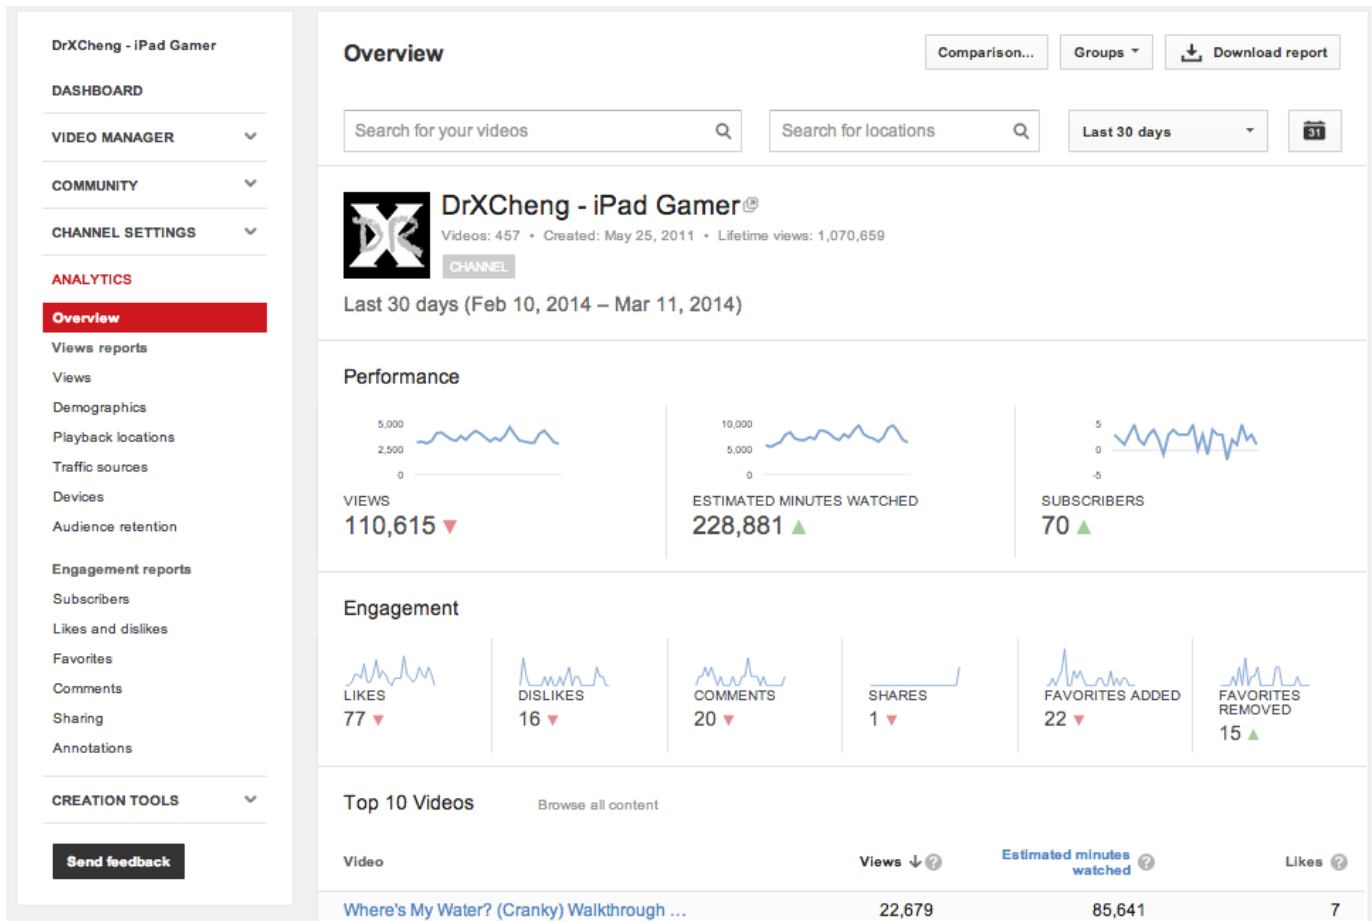 DrXCheng - iPad Gamer
DASHBOARD
VIDEO MANAGER
COMMUNITY
CHANNEL SETTINGS
ANALYTICS
Overview
Views reports
Views
Demographics
Playback locations
Traffic sources
Devices
Audience retention
Engagement reports
Subscribers
Likes and dislikes
Favorites
Comments
Sharing
Annotations
CREATION TOOLS
Send feedback
Overview
Comparison...
Groups
Download report
Search for your videos
Search for locations
Last 30 days
31
DR X
DrXCheng - iPad Gamer
Videos: 457 • Created: May 25, 2011 • Lifetime views: 1,070,659
CHANNEL
Last 30 days (Feb 10, 2014 – Mar 11, 2014)
Performance
5,000
2,500
0
VIEWS
110,615
10,000
5,000
0
ESTIMATED MINUTES WATCHED
228,881
5
0
-5
SUBSCRIBERS
70
Engagement
LIKES
77
DISLIKES
16
COMMENTS
20
SHARES
1
FAVORITES ADDED
22
FAVORITES
REMOVED
15
Top 10 Videos
Browse all content
Video
Views
?
Estimated minutes
watched
?
Likes
?
Where's My Water? (Cranky) Walkthrough ...
22,679
85,641
7